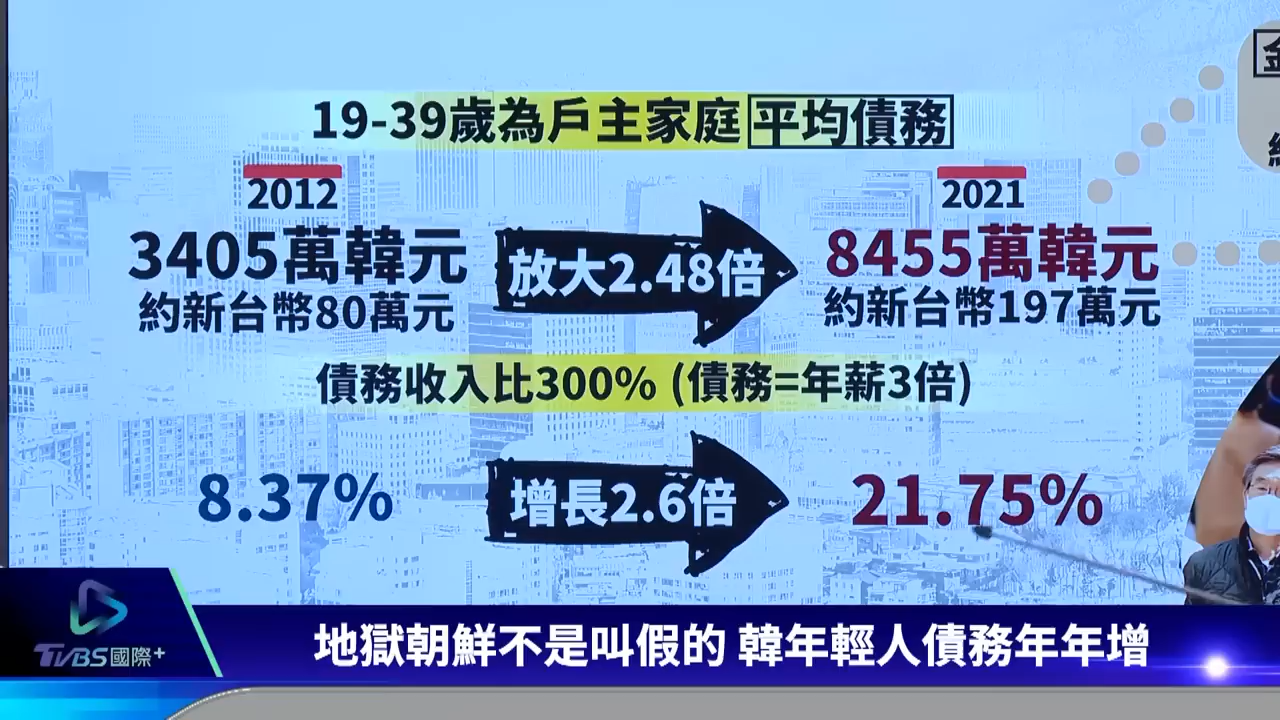 19-39歲為戶主家庭平均債務
2012
2021
3405萬韓元
放大2.48倍
8455萬韓元
約新台幣80萬元
約新台幣197萬元
債務收入比300% (債務=年薪3倍)
8.37%
增長2.6倍
21.75%
TVBS國際+
地獄朝鮮不是叫假的 韓年輕人債務年年增